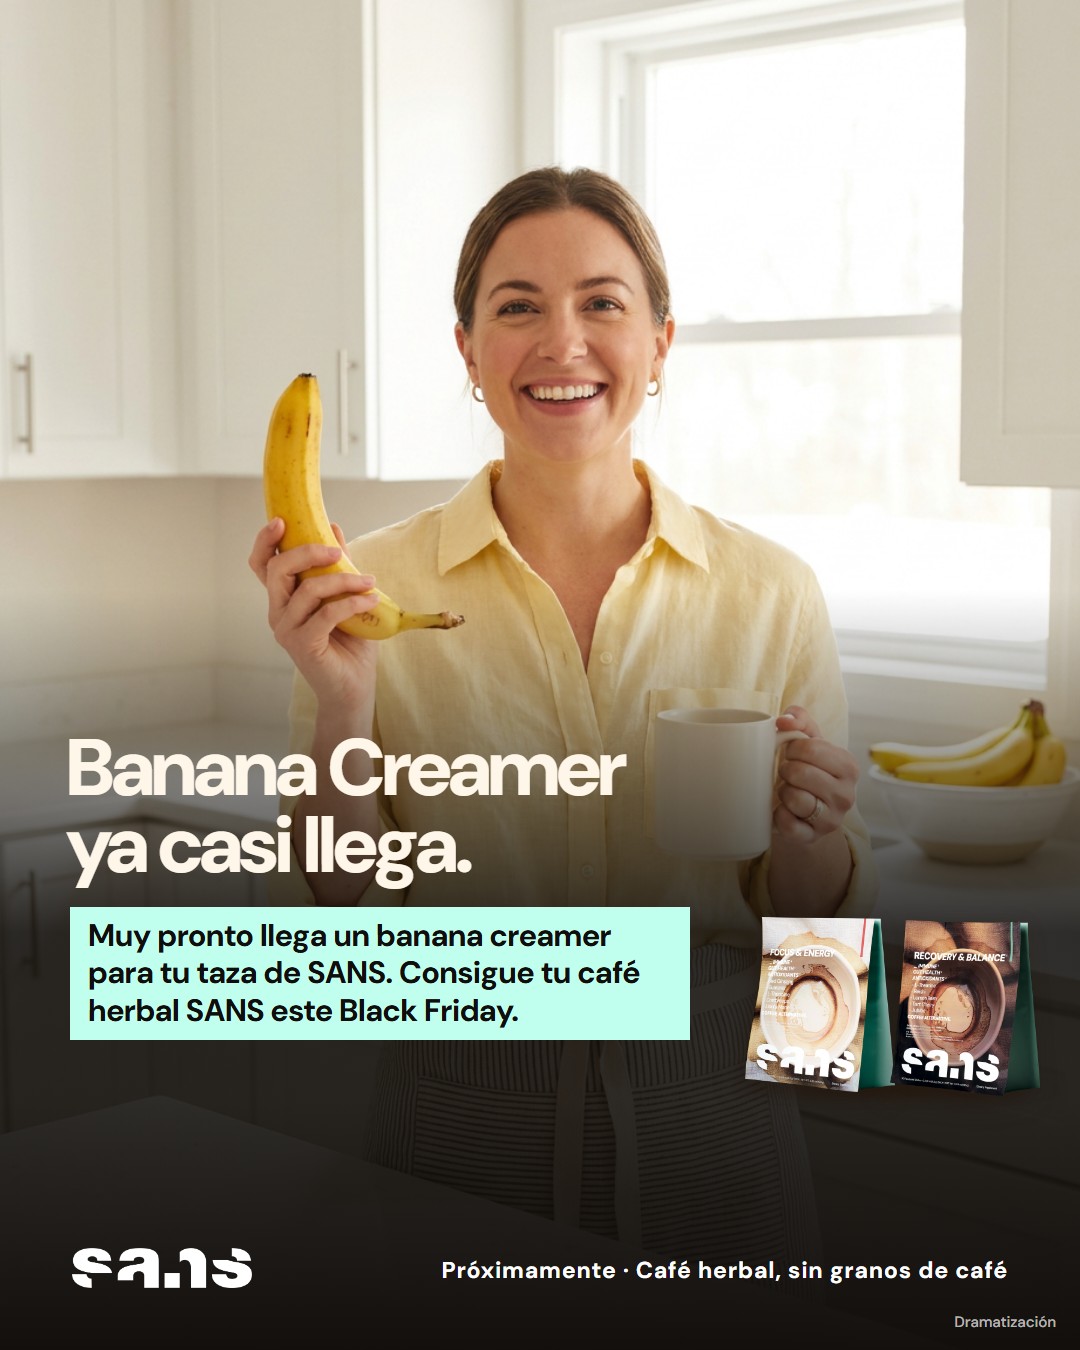 Banana Creamer
ya casi llega.
Muy pronto llega un banana creamer
para tu taza de SANS. Consigue tu café
herbal SANS este Black Friday.
FOCUS & ENERGY
sans
RECOVERY & BALANCE
sans
sans
Próximamente · Café herbal, sin granos de café
Dramatización